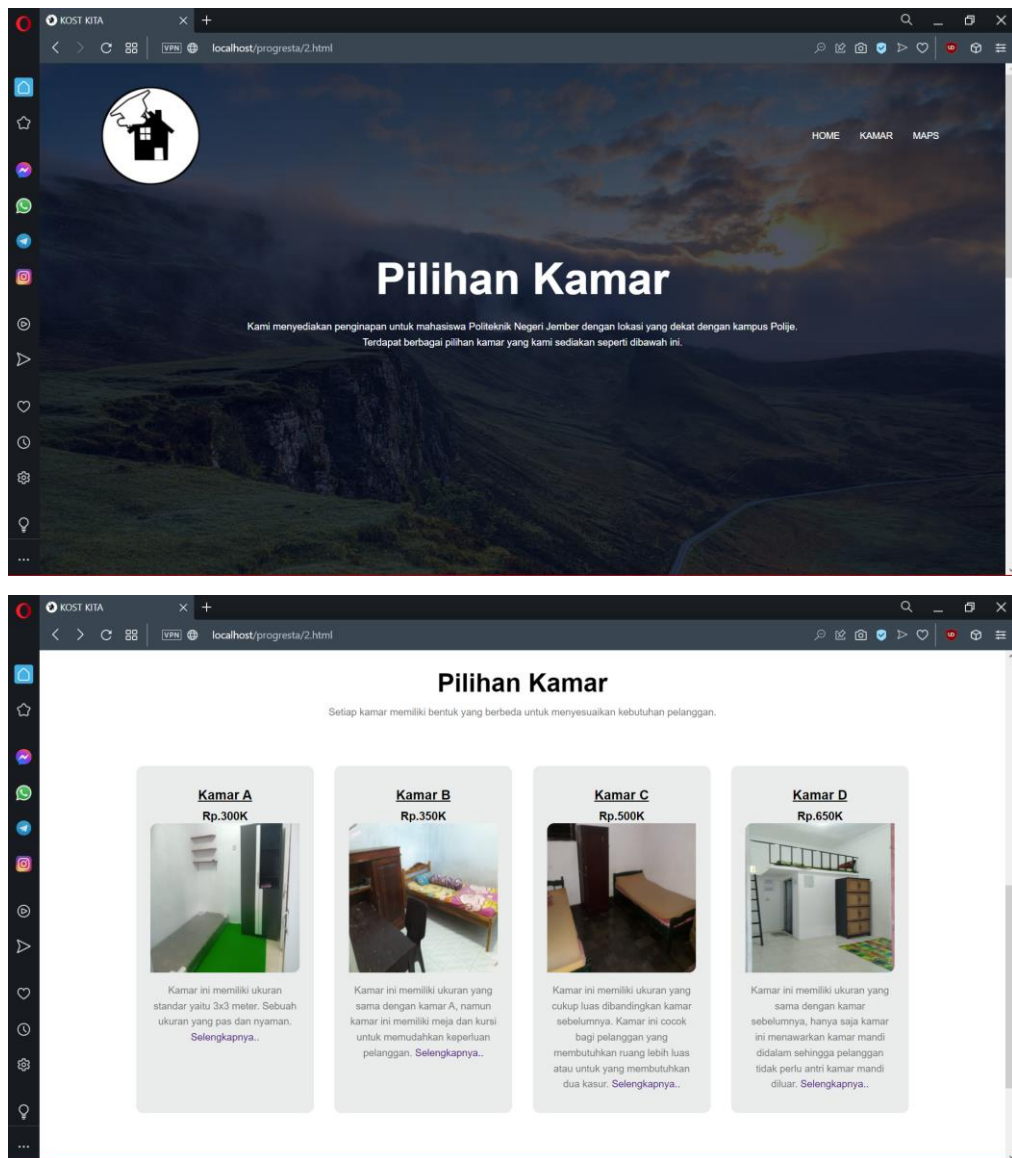 KOST KITA
VPN
localhost/progresta/2.html
HOME KAMAR MAPS
Pilihan Kamar
Kami menyediakan penginapan untuk mahasiswa Politeknik Negeri Jember dengan lokasi yang dekat dengan kampus Polije.
Terdapat berbagai pilihan kamar yang kami sediakan seperti dibawah ini.
KOST KITA
VPN
localhost/progresta/2.html
Pilihan Kamar
Setiap kamar memiliki bentuk yang berbeda untuk menyesuaikan kebutuhan pelanggan.
Kamar A
Rp.300K
Kamar ini memiliki ukuran
standar yaitu 3x3 meter. Sebuah
ukuran yang pas dan nyaman.
Selengkapnya..
Kamar B
Rp.350K
Kamar ini memiliki ukuran yang
sama dengan kamar A, namun
kamar ini memiliki meja dan kursi
untuk memudahkan keperluan
pelanggan. Selengkapnya..
Kamar C
Rp.500K
Kamar ini memiliki ukuran yang
cukup luas dibandingkan kamar
sebelumnya. Kamar ini cocok
bagi pelanggan yang
membutuhkan ruang lebih luas
atau untuk yang membutuhkan
dua kasur. Selengkapnya..
Kamar D
Rp.650K
Kamar ini memiliki ukuran yang
sama dengan kamar
sebelumnya, hanya saja kamar
ini menawarkan kamar mandi
didalam sehingga pelanggan
tidak perlu antri kamar mandi
diluar. Selengkapnya..